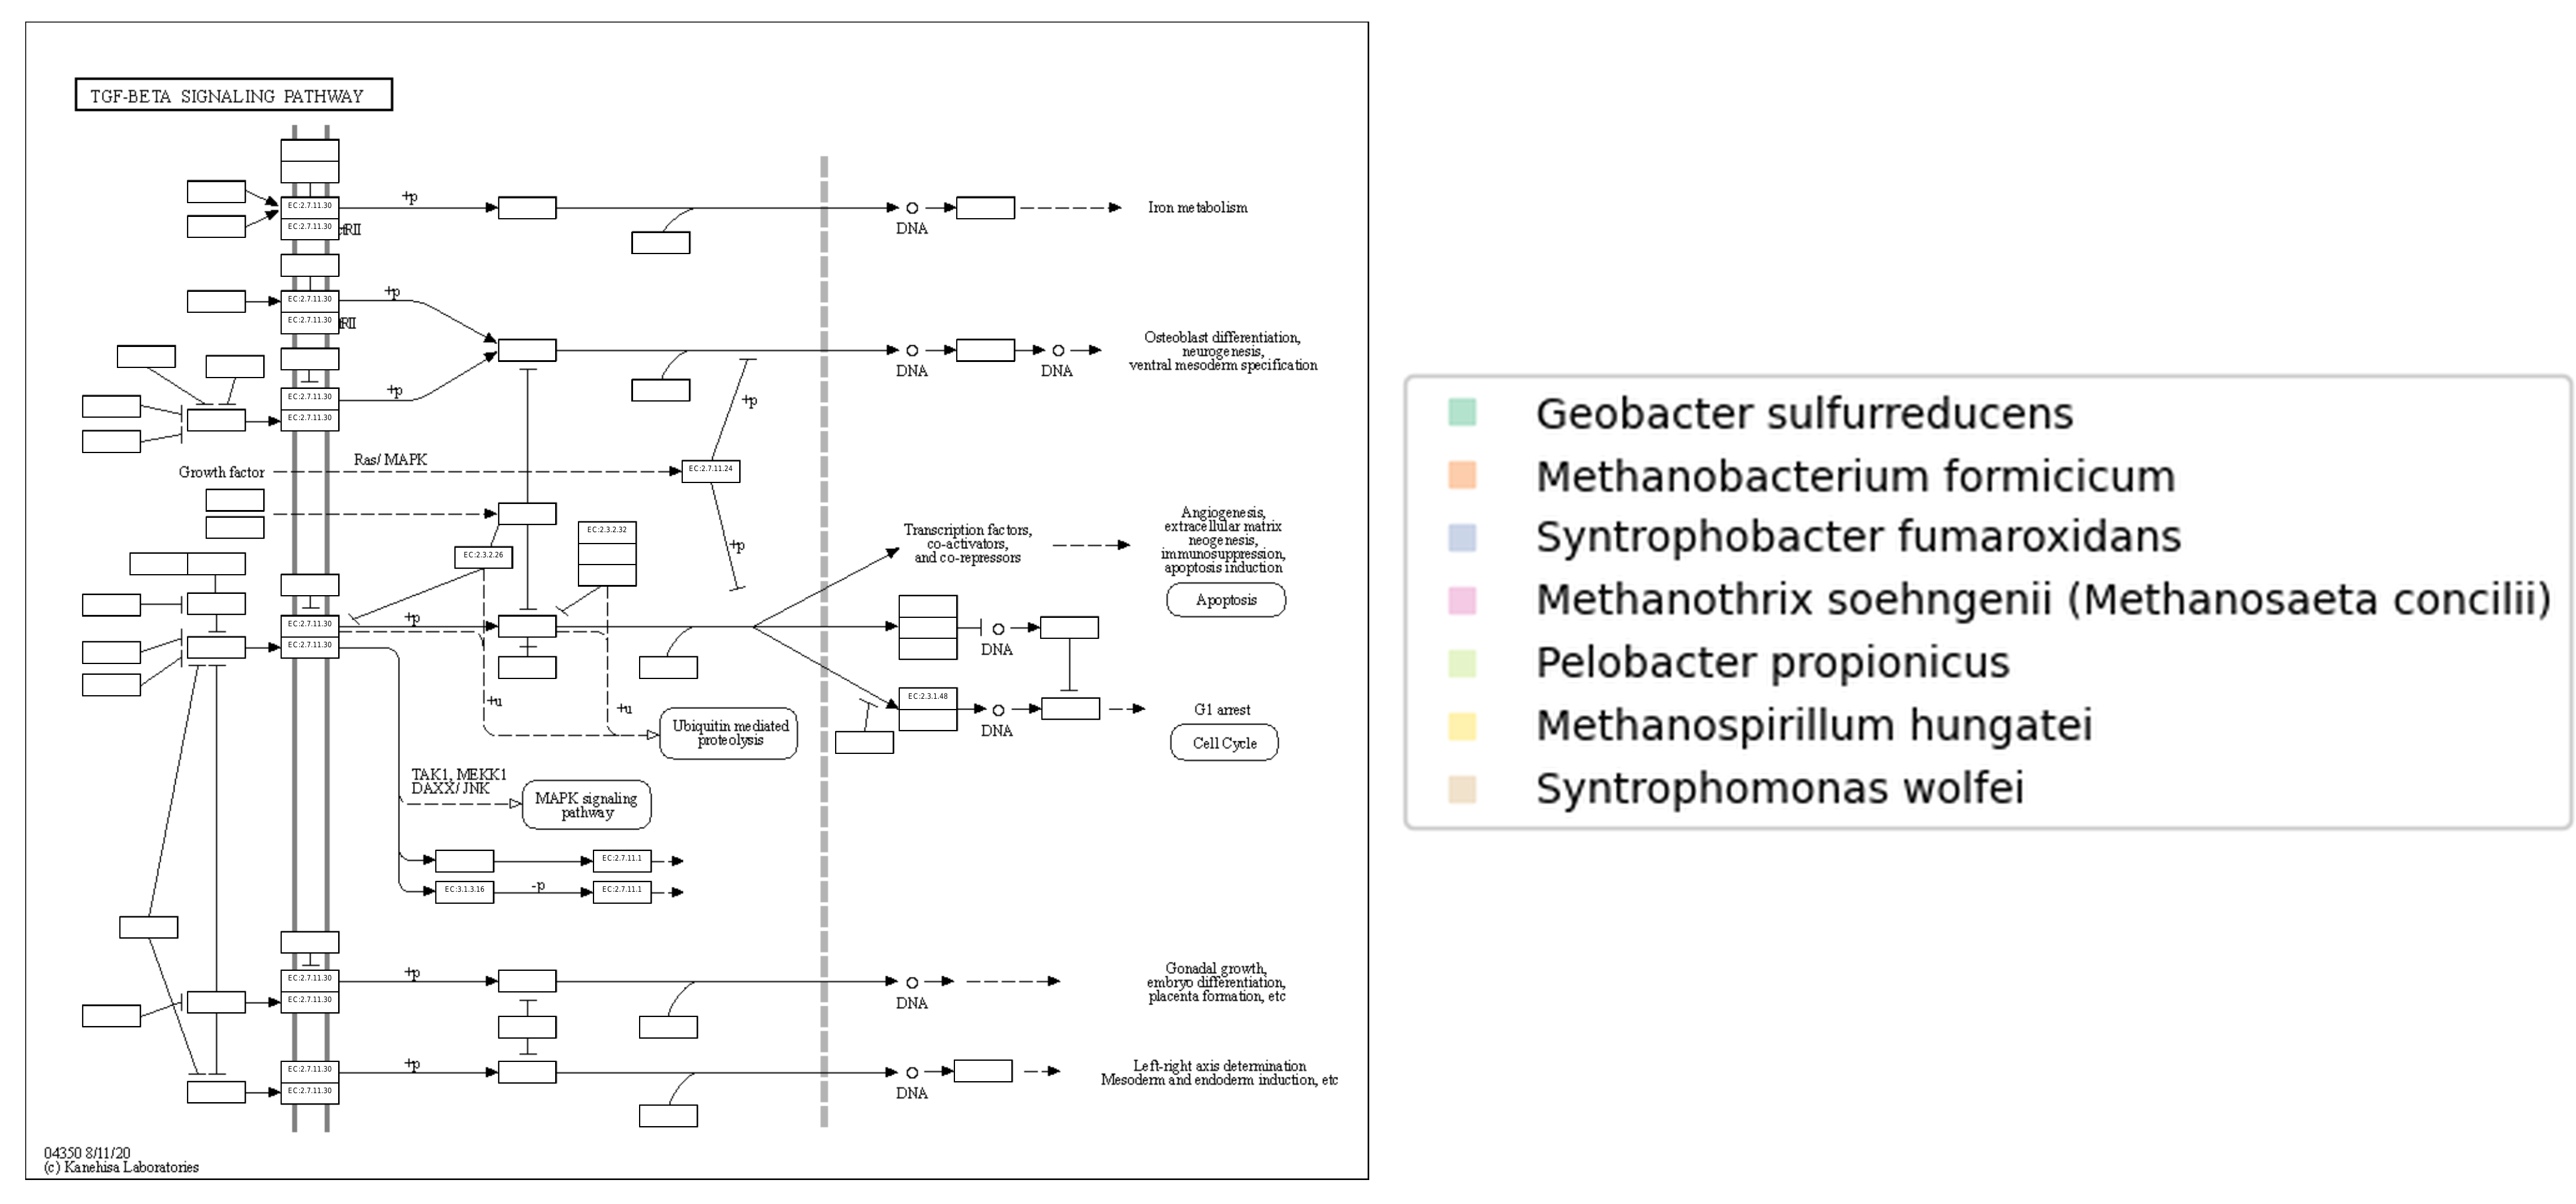 TGF-BETA SIGNALING PATHWAY
EC:2.7.11.30
EC:2.7.11.30
+p
DNA
Iron metabolism
EC:2.7.11.30
EC:2.7.11.30
+p
RII
DNA
DNA
Osteoblast differentiation,
neurogenesis,
ventral mesoderm specification
EC:2.7.11.30
EC:2.7.11.30
+p
+p
Growth factor
Ras/ MAPK
EC:2.7.11.24
EC:2.3.2.32
EC:2.3.2.26
+p
Transcription factors,
co-activators,
and co-repressors
Angiogenesis,
extracellular matrix
neogenesis,
immunosuppression,
apoptosis induction
Apoptosis
EC:2.7.11.30
EC:2.7.11.30
+p
DNA
+u
+u
Ubiquitin mediated
proteolysis
EC:2.3.1.48
DNA
G1 arrest
Cell Cycle
TAK1, MEKK1
DAXX/ JNK
MAPK signaling
pathway
EC:2.7.11.1
EC:3.1.3.16
-p
EC:2.7.11.1
EC:2.7.11.30
EC:2.7.11.30
+p
DNA
Gonadal growth,
embryo differentiation,
placenta formation, etc
EC:2.7.11.30
EC:2.7.11.30
+p
DNA
Left-right axis determination
Mesoderm and endoderm induction, etc
04350 8/11/20
(c) Kanehisa Laboratories
Geobacter sulfurreducens
Methanobacterium formicicum
Syntrophobacter fumaroxidans
Methanothrix soehngenii (Methanosaeta concilii)
Pelobacter propionicus
Methanospirillum hungatei
Syntrophomonas wolfei